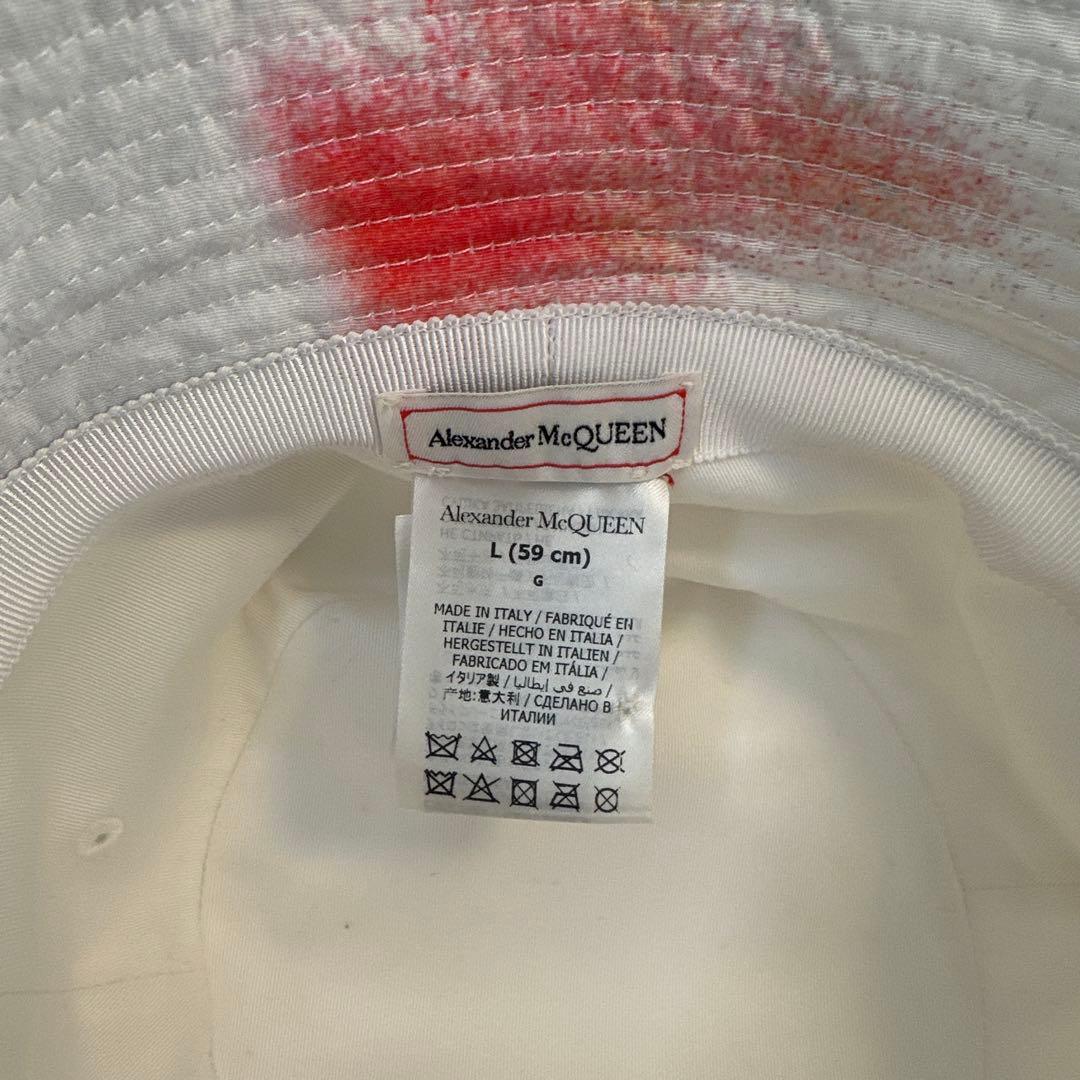 Alexander McQUEEN
Alexander McQUEEN
L (59 cm)
G
MADE IN ITALY / FABRIQUÉ EN
ITALIE / HECHO EN ITALIA /
HERGESTELLT IN ITALIEN /
FABRICADO EM ITÁLIA /
イタリア製 / صنع في إيطاليا /
产地:意大利 / СДЕЛАНО В
ИТАЛИИ